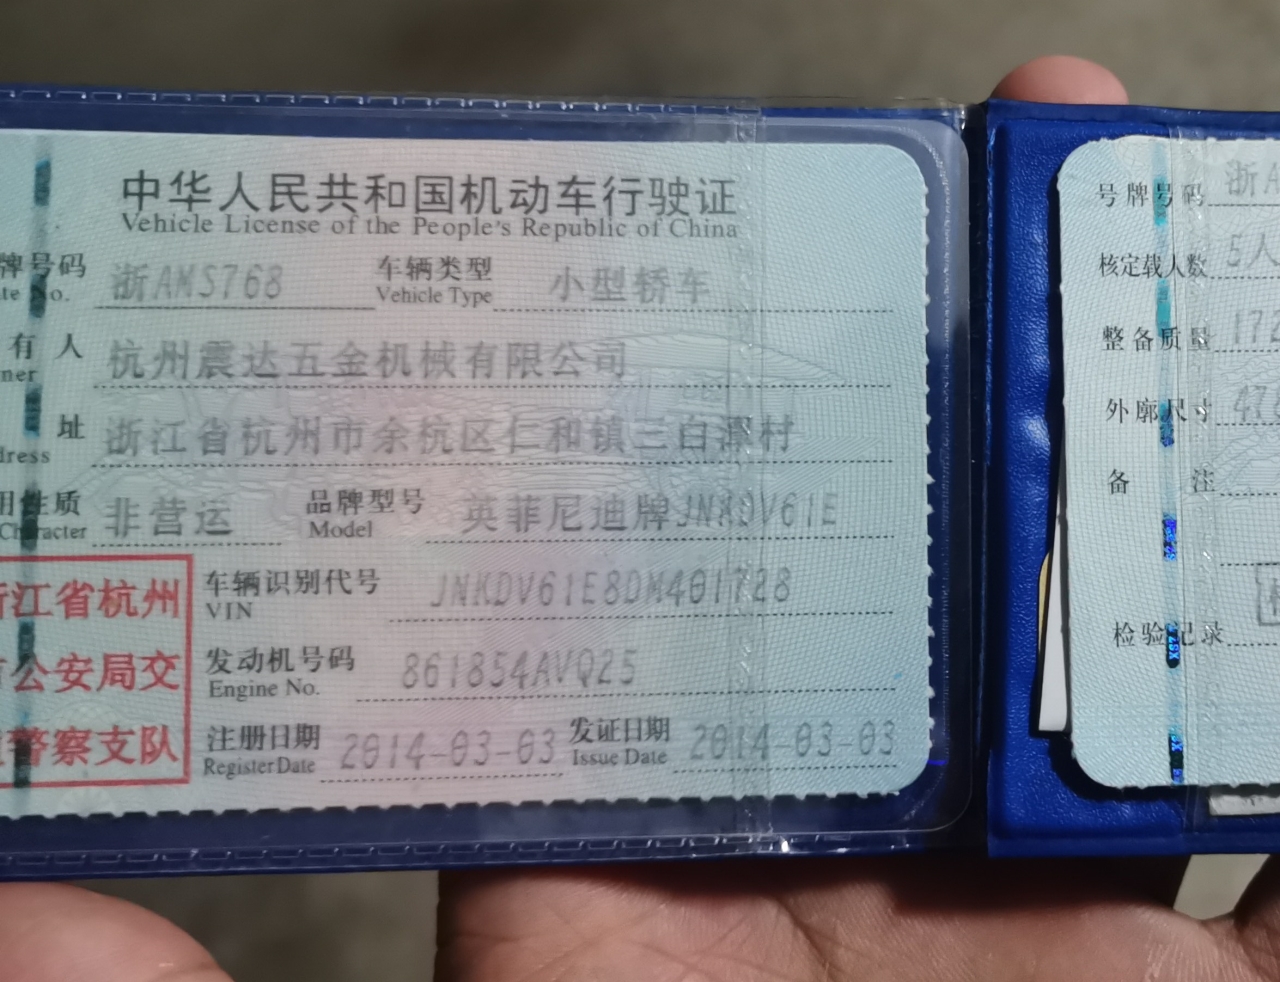 中华人民共和国机动车行驶证
Vehicle License of the People's Republic of China
牌号码 浙AMS768 车辆类型 小型轿车
No. Vehicle Type
有人 杭州震达五金机械有限公司
址 浙江省杭州市余杭区仁和镇三白潭村
性质 非营运 品牌型号 英菲尼迪牌JNKDV61E
Character Model
江省杭州
公安局交
警察支队
车辆识别代号 JNKDV61E8DM401728
VIN
发动机号码 861854AVQ25
Engine No.
注册日期 2014-03-03 发证日期 2014-03-03
Register Date Issue Date
号牌号码 浙A
核定载人数 5人
整备质量 172
外廓尺寸 47
备注
检验记录